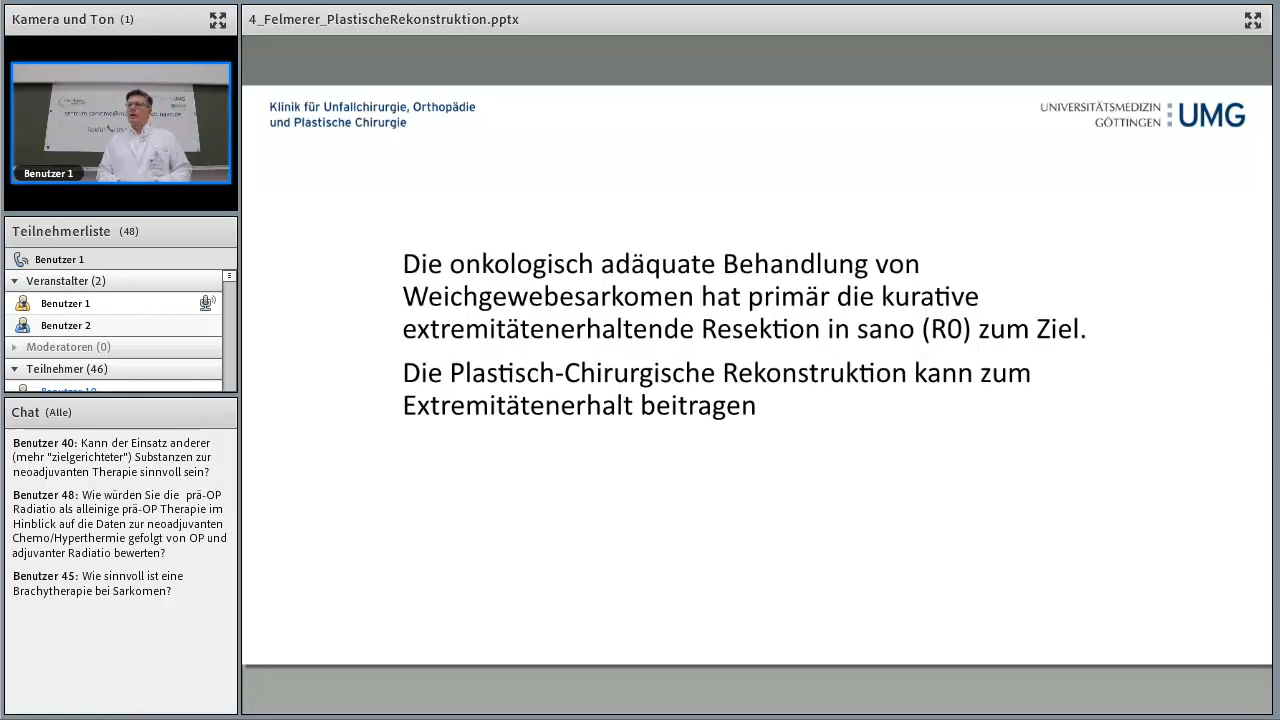 Kamera und Ton (1)
Benutzer 1
Teilnehmerliste (48)
Benutzer 1
Veranstalter (2)
Benutzer 1
Benutzer 2
Moderatoren (0)
Teilnehmer (46)
Chat (Alle)
Benutzer 40: Kann der Einsatz anderer
(mehr "zielgerichteter") Substanzen zur
neoadjuvanten Therapie sinnvoll sein?
Benutzer 48: Wie würden Sie die prä-OP
Radiatio als alleinige prä-OP Therapie im
Hinblick auf die Daten zur neoadjuvanten
Chemo/Hyperthermie gefolgt von OP und
adjuvanter Radiatio bewerten?
Benutzer 45: Wie sinnvoll ist eine
Brachytherapie bei Sarkomen?
4_Felmerer_PlastischeRekonstruktion.pptx
Klinik für Unfallchirurgie, Orthopädie
und Plastische Chirurgie
UNIVERSITÄTSMEDIZIN
GÖTTINGEN
UMG
Die onkologisch adäquate Behandlung von
Weichgewebesarkomen hat primär die kurative
extremitätenerhaltende Resektion in sano (R0) zum Ziel.
Die Plastisch-Chirurgische Rekonstruktion kann zum
Extremitätenerhalt beitragen